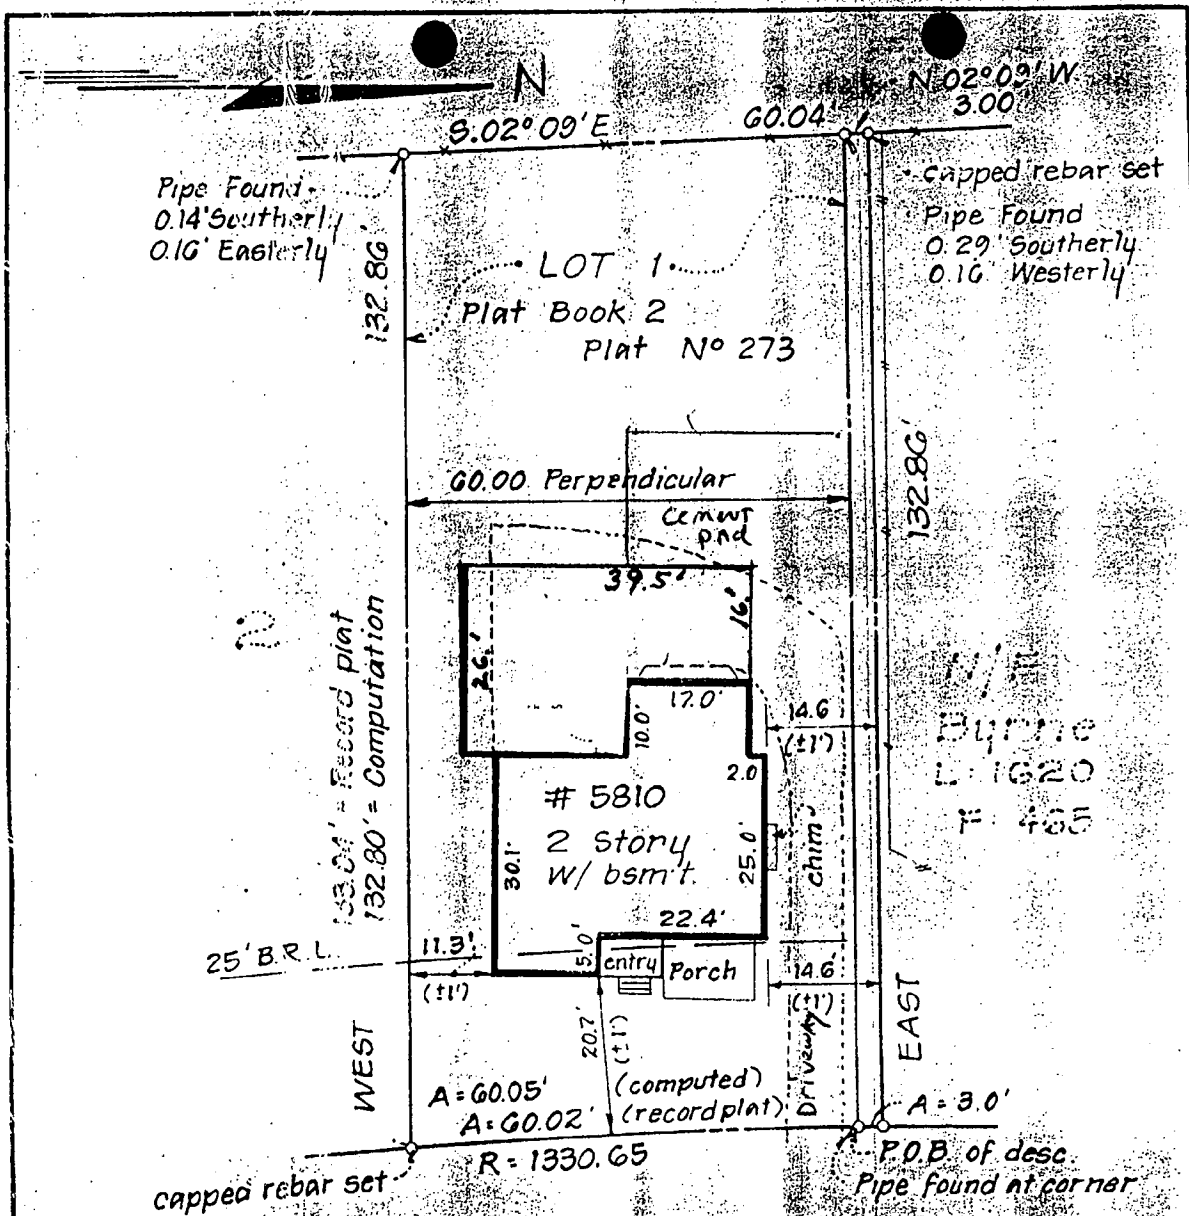 N
N.02°09'W
3.00
S.02°09'E
60.04'
capped rebar set
Pipe Found
0.14' Southerly
0.16' Easterly
Pipe Found
0.29' Southerly
0.16' Westerly
132.86'
LOT 1
Plat Book 2
Plat Nº 273
132.86'
60.00 Perpendicular
Cement
pad
39.5'
16.'
26.'
2
133.04' = Record plat
132.80' = Computation
17.0'
10.0'
14.6
(±1')
2.0
N/F
Byrne
L. 1620
F. 465
# 5810
2 Story
W/ bsm't.
30.1'
25.0'
chim
22.4'
25' B.R.L.
11.3'
(±1')
5.0'
entry
Porch
14.6'
(±1')
20.7'
(±1')
Driveway
WEST
EAST
A = 60.05'
(computed)
A = 60.02'
(record plat)
A = 3.0'
R = 1330.65
P.O.B. of desc.
Pipe found at corner
capped rebar set